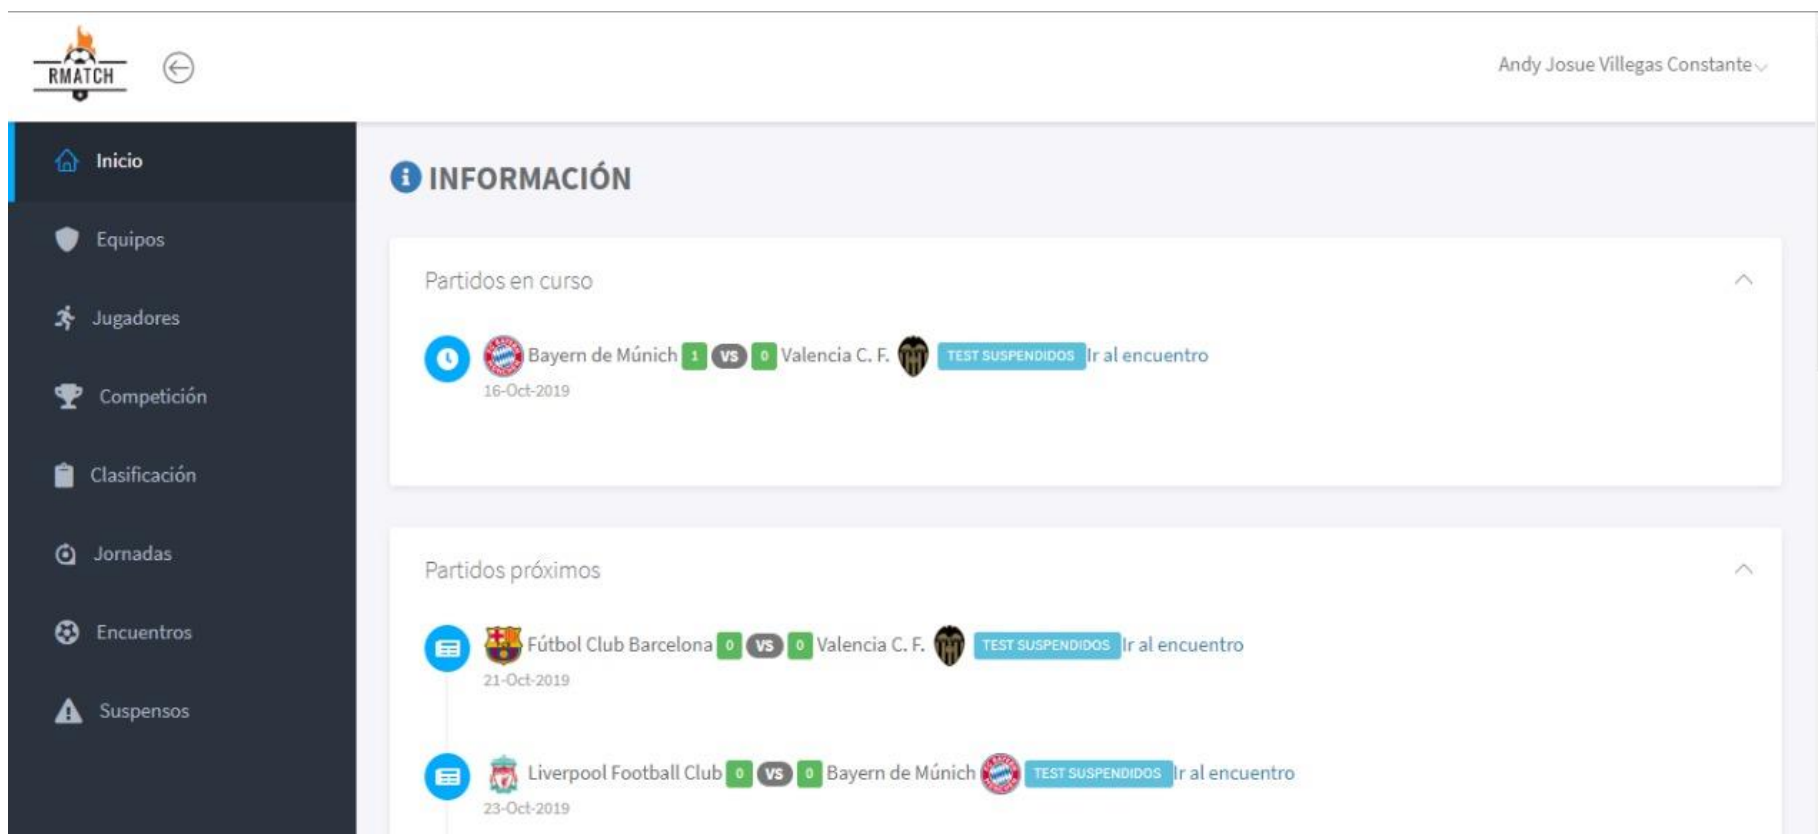 RMATCH
Andy Josue Villegas Constante
Inicio
Equipos
Jugadores
Competición
Clasificación
Jornadas
Encuentros
Suspensos
INFORMACIÓN
Partidos en curso
Bayern de Múnich 1 VS 0 Valencia C. F. TEST SUSPENDIDOS Ir al encuentro
16-Oct-2019
Partidos próximos
Fútbol Club Barcelona 0 VS 0 Valencia C. F. TEST SUSPENDIDOS Ir al encuentro
21-Oct-2019
Liverpool Football Club 0 VS 0 Bayern de Múnich TEST SUSPENDIDOS Ir al encuentro
23-Oct-2019